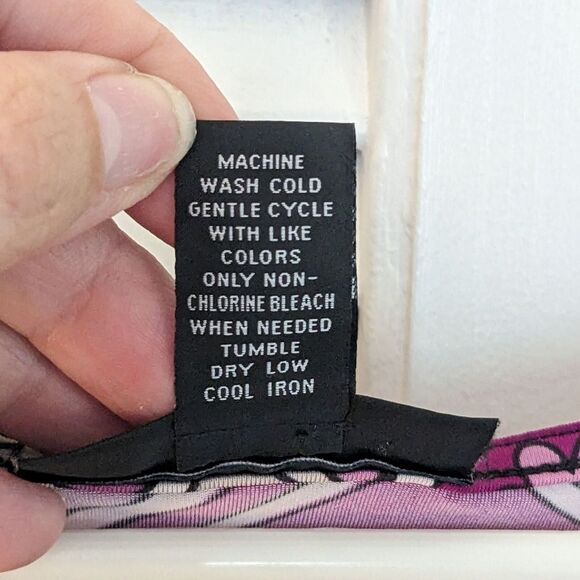 MACHINE
WASH COLD
GENTLE CYCLE
WITH LIKE
COLORS
ONLY NON-
CHLORINE BLEACH
WHEN NEEDED
TUMBLE
DRY LOW
COOL IRON